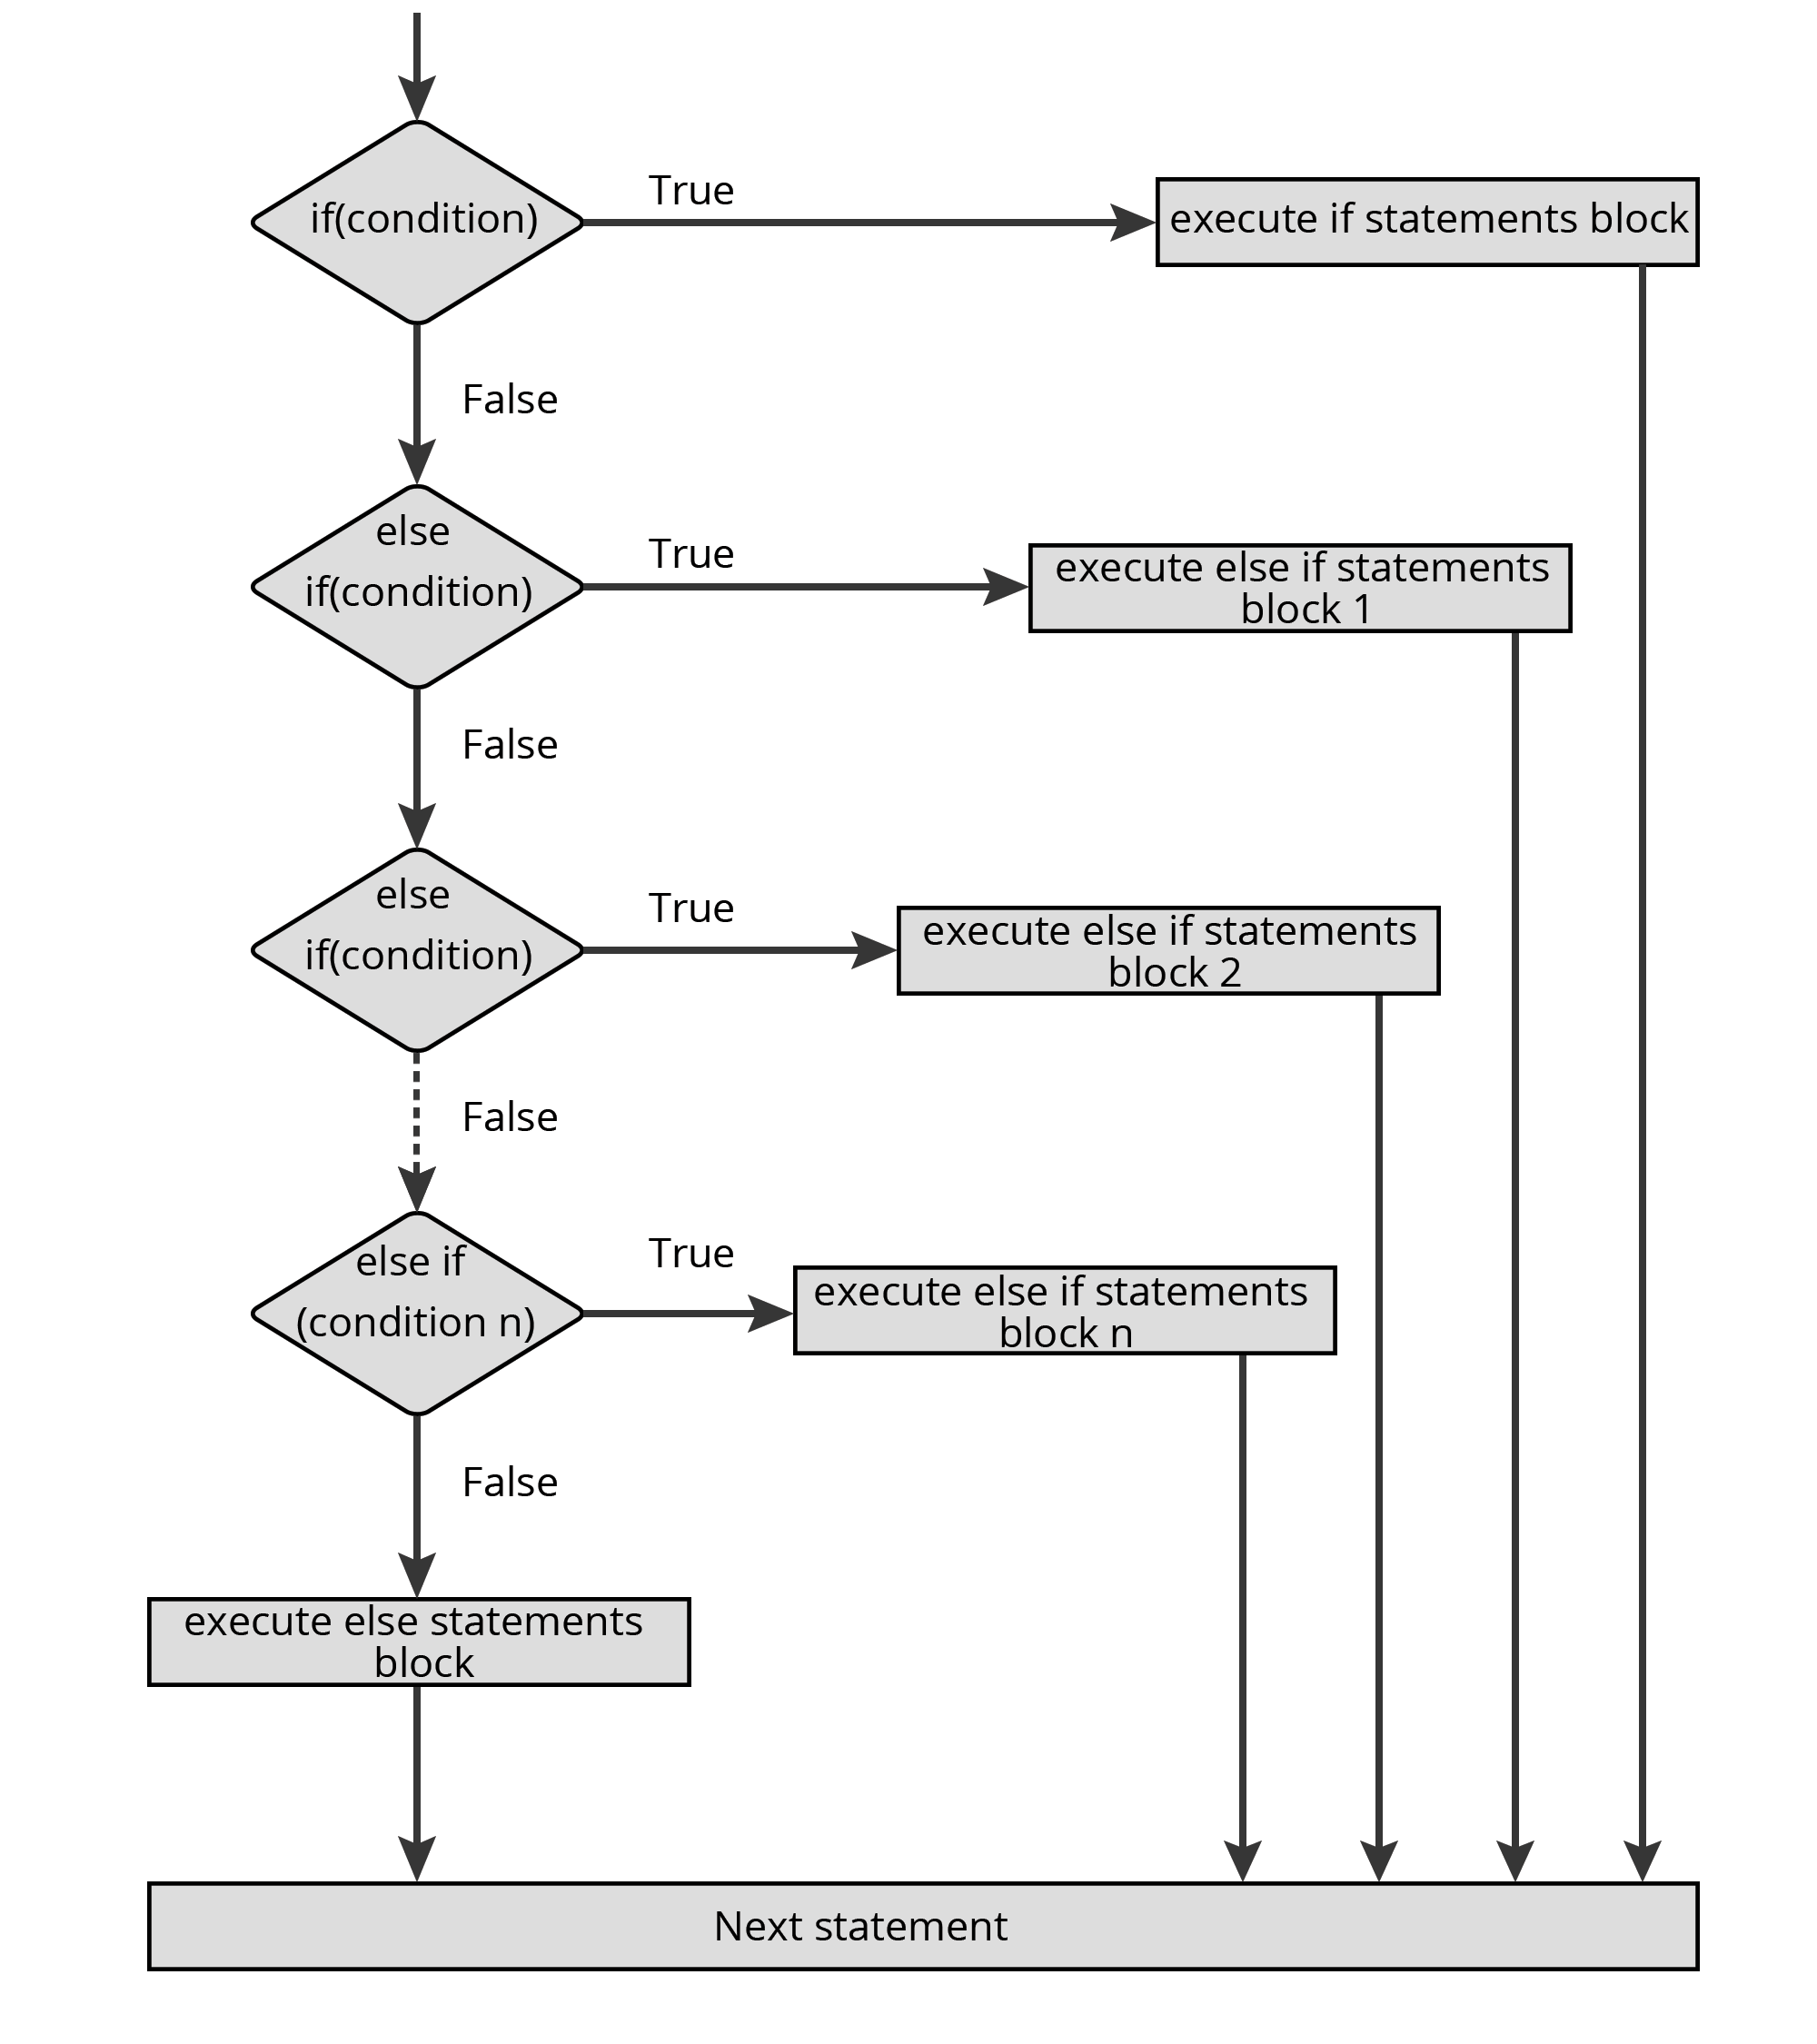 True
if(condition)
execute if statements block
False
else
if(condition)
True
execute else if statements
block 1
False
else
if(condition)
True
execute else if statements
block 2
False
else if
(condition n)
True
execute else if statements
block n
False
execute else statements
block
Next statement